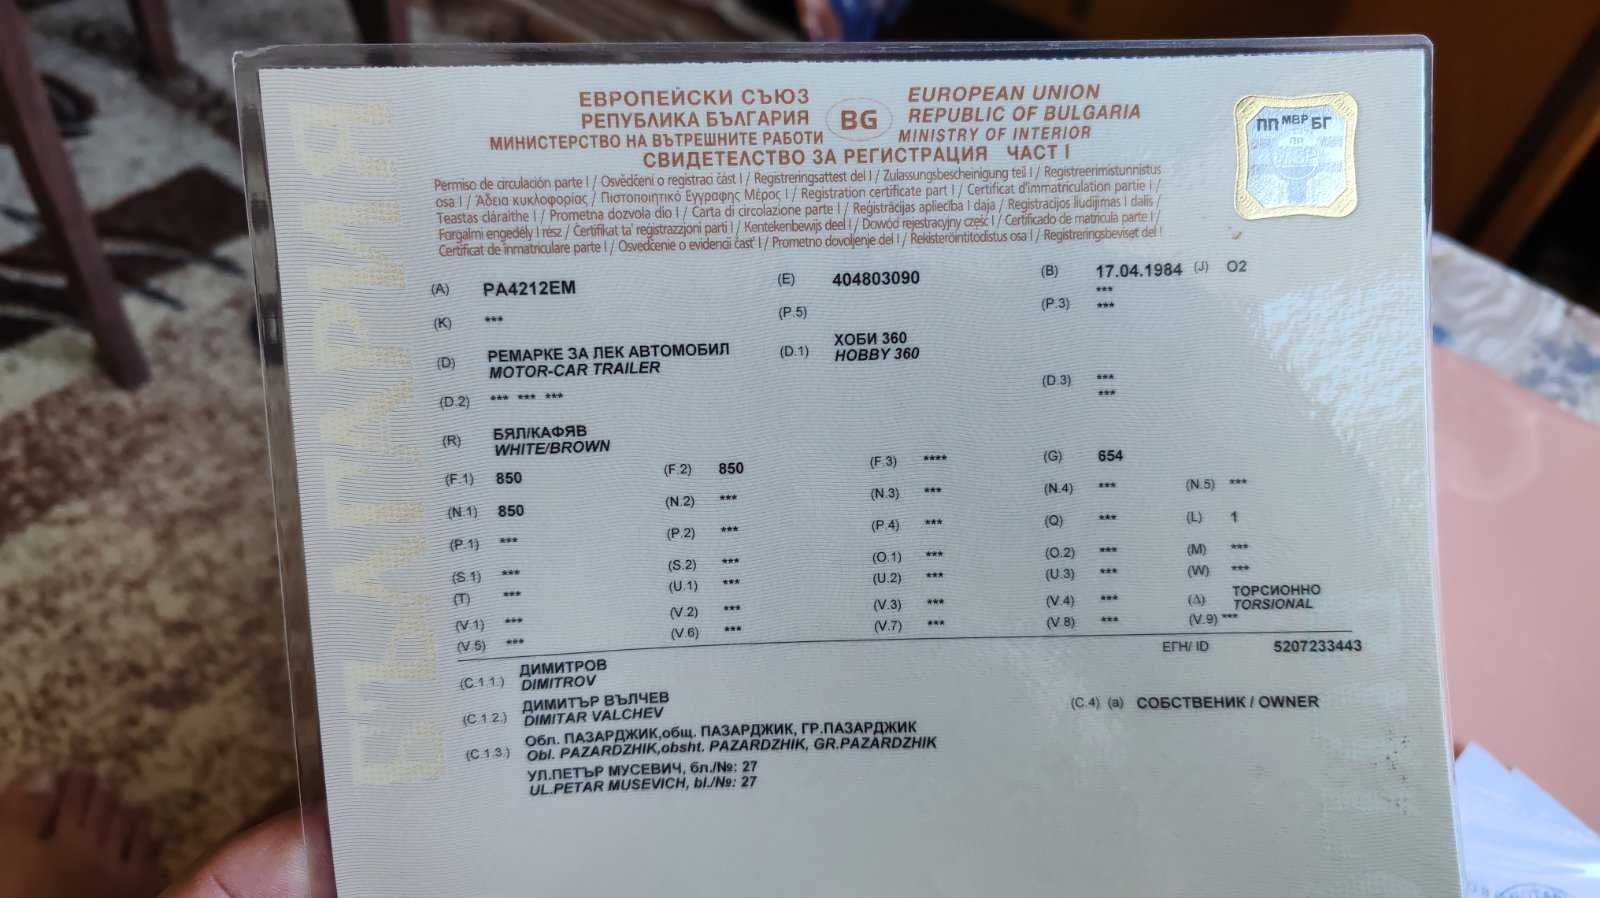 ЕВРОПЕЙСКИ СЪЮЗ BG EUROPEAN UNION
РЕПУБЛИКА БЪЛГАРИЯ REPUBLIC OF BULGARIA
МИНИСТЕРСТВО НА ВЪТРЕШНИТЕ РАБОТИ MINISTRY OF INTERIOR
СВИДЕТЕЛСТВО ЗА РЕГИСТРАЦИЯ ЧАСТ I
ПП МВР БГ
Permiso de circulación parte I / Osvědčení o registraci část I / Registreringsattest del I / Zulassungsbescheinigung teil I / Registreerimistunnistus
osa I / Άδεια κυκλοφορίας / Πιστοποιητικό Εγγραφης Μέρος I / Registration certificate part I / Certificat d'immatriculation partie I /
Teastas cláraithe I / Prometna dozvola dio I / Carta di circolazione parte I / Reģistrācijas apliecība I daļa / Registracijos liudijimas I dalis /
Forgalmi engedély I rész / Certifikat ta' reġistrazzjoni parti I / Kentekenbewijs deel I / Dowód rejestracyjny część I / Certificado de matrícula parte I /
Certificat de înmatriculare parte I / Osvedčenie o evidencii časť I / Prometno dovoljenje del I / Rekisteröintitodistus osa I / Registreringsbeviset del I
(A) PA4212EM (E) 404803090 (B) 17.04.1984 (J) O2
***
(K) *** (P.5) (P.3) ***
(D) РЕМАРКЕ ЗА ЛЕК АВТОМОБИЛ (D.1) ХОБИ 360
MOTOR-CAR TRAILER HOBBY 360
(D.2) *** *** *** (D.3) ***
***
(R) БЯЛ/КАФЯВ
WHITE/BROWN
(F.1) 850 (F.2) 850 (F.3) **** (G) 654
(N.1) 850 (N.2) *** (N.3) *** (N.4) *** (N.5) ***
(P.1) *** (P.2) *** (P.4) *** (Q) *** (L) 1
(S.1) *** (S.2) *** (O.1) *** (O.2) *** (M) ***
(T) *** (U.1) *** (U.2) *** (U.3) *** (W) ***
(V.1) *** (V.2) *** (V.3) *** (V.4) *** (Δ) ТОРСИОННО
TORSIONAL
(V.5) *** (V.6) *** (V.7) *** (V.8) *** (V.9) ***
ЕГН/ ID 5207233443
(C.1.1.) ДИМИТРОВ
DIMITROV
(C.1.2.) ДИМИТЪР ВЪЛЧЕВ (C.4) (a) СОБСТВЕНИК / OWNER
DIMITAR VALCHEV
(C.1.3.) Обл. ПАЗАРДЖИК,общ. ПАЗАРДЖИК, ГР.ПАЗАРДЖИК
Obl. PAZARDZHIK,obsht. PAZARDZHIK, GR.PAZARDZHIK
УЛ.ПЕТЪР МУСЕВИЧ, бл./№: 27
UL.PETAR MUSEVICH, bl./№: 27
БЪЛГАРИЯ